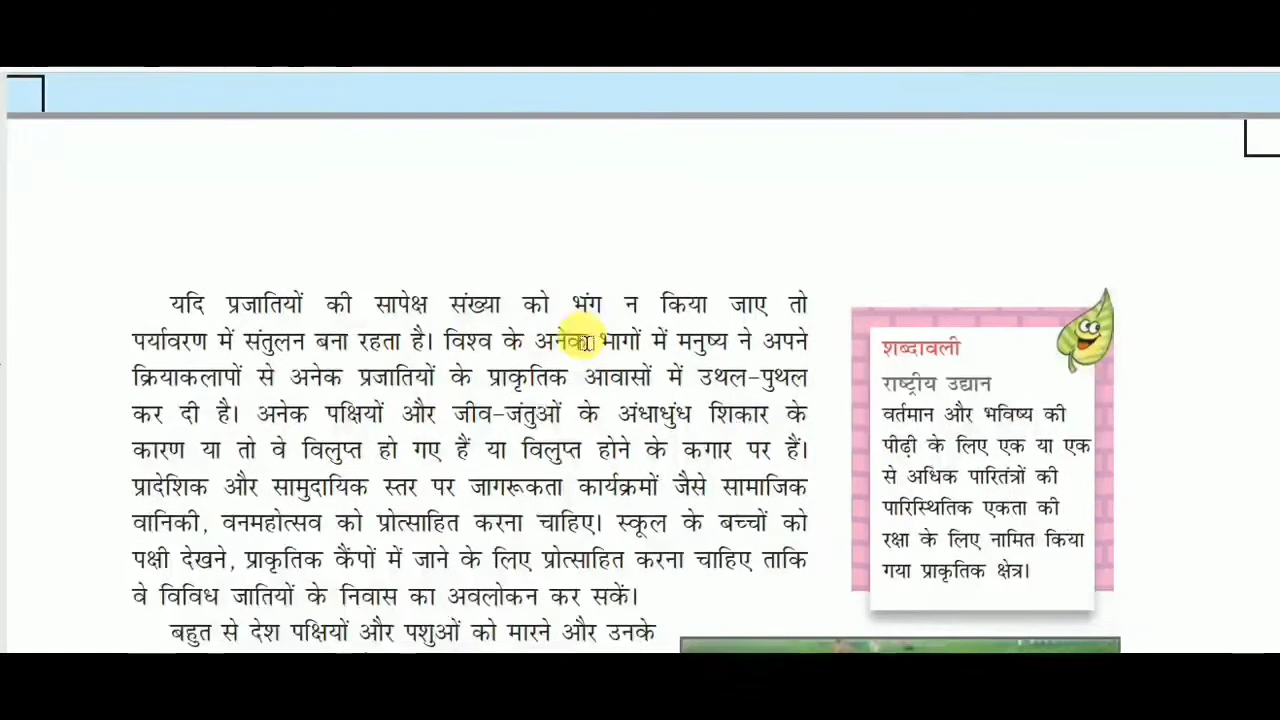 यदि प्रजातियों की सापेक्ष संख्या को भंग न किया जाए तो
पर्यावरण में संतुलन बना रहता है। विश्व के अनेक भागों में मनुष्य ने अपने
क्रियाकलापों से अनेक प्रजातियों के प्राकृतिक आवासों में उथल-पुथल
कर दी है। अनेक पक्षियों और जीव-जंतुओं के अंधाधुंध शिकार के
कारण या तो वे विलुप्त हो गए हैं या विलुप्त होने के कगार पर हैं।
प्रादेशिक और सामुदायिक स्तर पर जागरूकता कार्यक्रमों जैसे सामाजिक
वानिकी, वनमहोत्सव को प्रोत्साहित करना चाहिए। स्कूल के बच्चों को
पक्षी देखने, प्राकृतिक कैंपों में जाने के लिए प्रोत्साहित करना चाहिए ताकि
वे विविध जातियों के निवास का अवलोकन कर सकें।
बहुत से देश पक्षियों और पशुओं को मारने और उनके
शब्दावली
राष्ट्रीय उद्यान
वर्तमान और भविष्य की
पीढ़ी के लिए एक या एक
से अधिक पारितंत्रों की
पारिस्थितिक एकता की
रक्षा के लिए नामित किया
गया प्राकृतिक क्षेत्र।